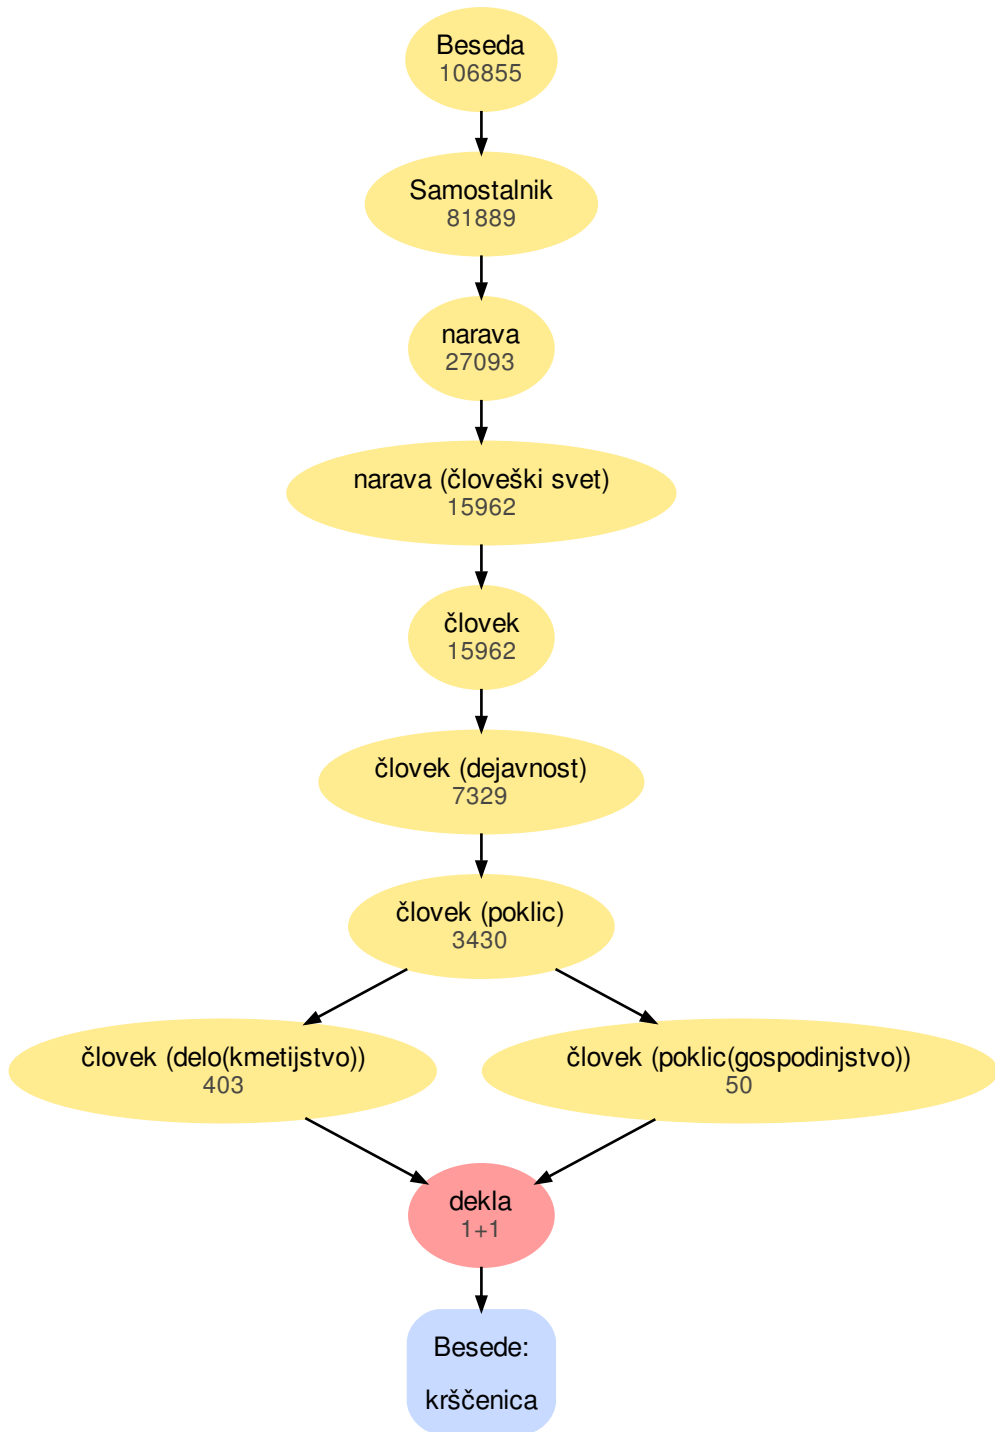 Beseda
106855
Samostalnik
81889
narava
27093
narava (človeški svet)
15962
človek
15962
človek (dejavnost)
7329
človek (poklic)
3430
človek (delo(kmetijstvo))
403
človek (poklic(gospodinjstvo))
50
dekla
1+1
Besede:
krščenica